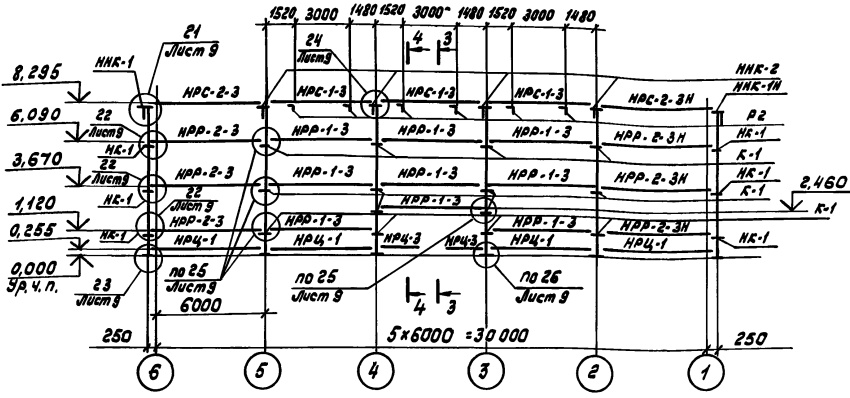 1520 3000 1480 1520 3000 1480 1520 3000 1480
21
Лист 9
ННК-1
24
Лист 9
4 3
8,295
НРС-2-3 НРС-1-3 НРС-1-3 НРС-1-3 НРС-2-3Н
ННК-2
ННК-1Н
Р2
6,090
22
Лист 9
НК-1
НРР-2-3 НРР-1-3 НРР-1-3 НРР-1-3 НРР-2-3Н
НК-1
К-1
3,670
22
Лист 9
НК-1
НРР-2-3 НРР-1-3 НРР-1-3 НРР-1-3 НРР-2-3Н
НК-1
К-1
2,460
22
Лист 9
НРР-1-3
К-1
1,120
НК-1
НРР-2-3 НРР-1-3 НРР-1-3 НРР-2-3Н
НК-1
0,255
НРЦ-1 НРЦ-1 НРЦ-3 НРЦ-3 НРЦ-1 НРЦ-1
0,000
Ур.ч.п.
23
Лист 9
по 25
Лист 9
по 25
Лист 9
4 3
по 26
Лист 9
6000
250
5×6000=30000
250
6 5 4 3 2 1